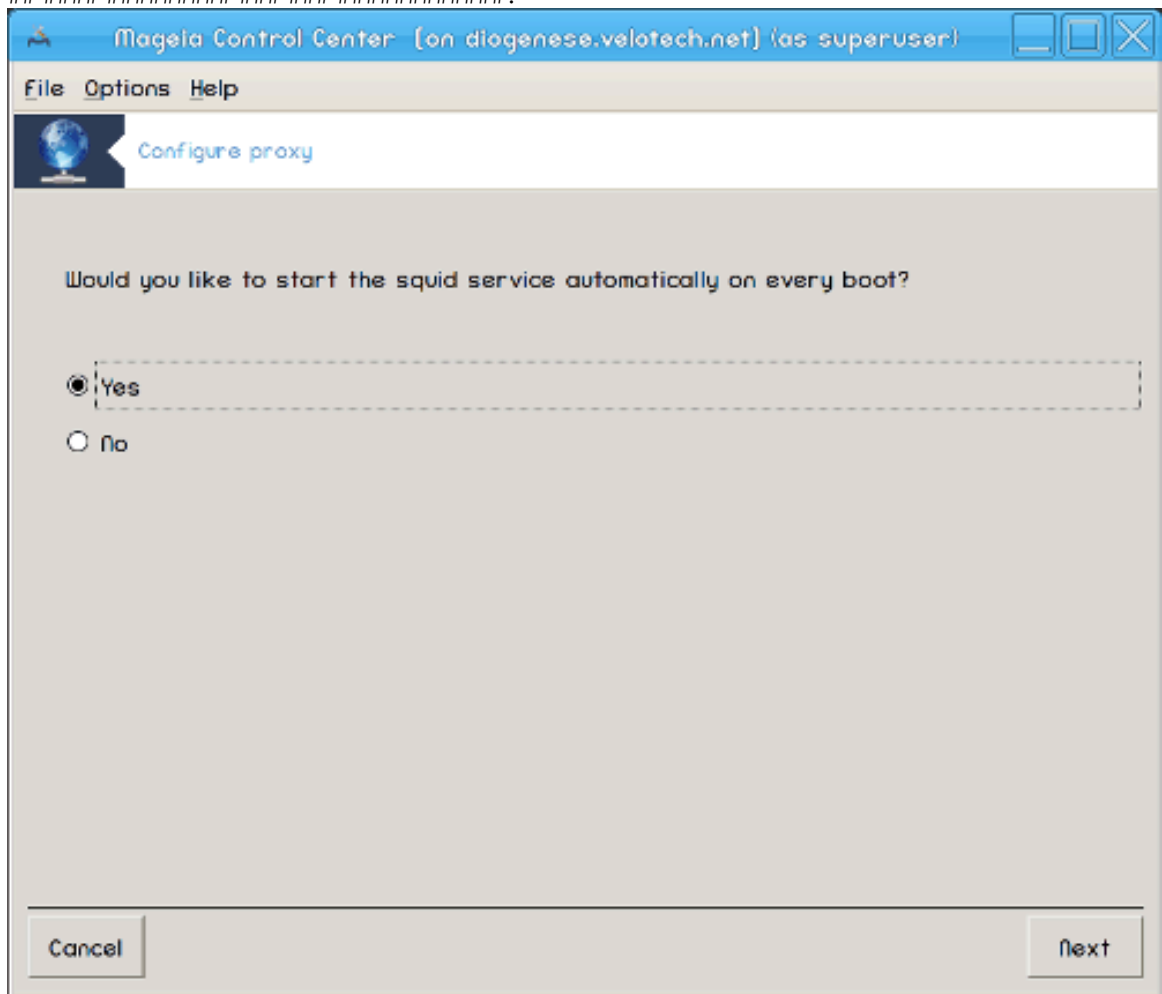 Mageia Control Center [on diogenese.velotech.net] (as superuser)
File Options Help
Configure proxy
Would you like to start the squid service automatically on every boot?
Yes
No
Cancel
Next